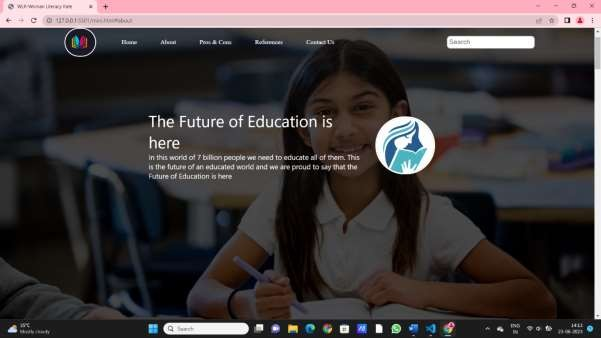 WLR-Woman Literacy Rate
127.0.0.1:5501/main.html#about
Home About Pros & Cons References Contact Us
Search
The Future of Education is
here
In this world of 7 billion people we need to educate all of them. This
is the future of an educated world and we are proud to say that the
Future of Education is here
35°C
Mostly cloudy
Search
ENG
IN
14:12
23-06-2023